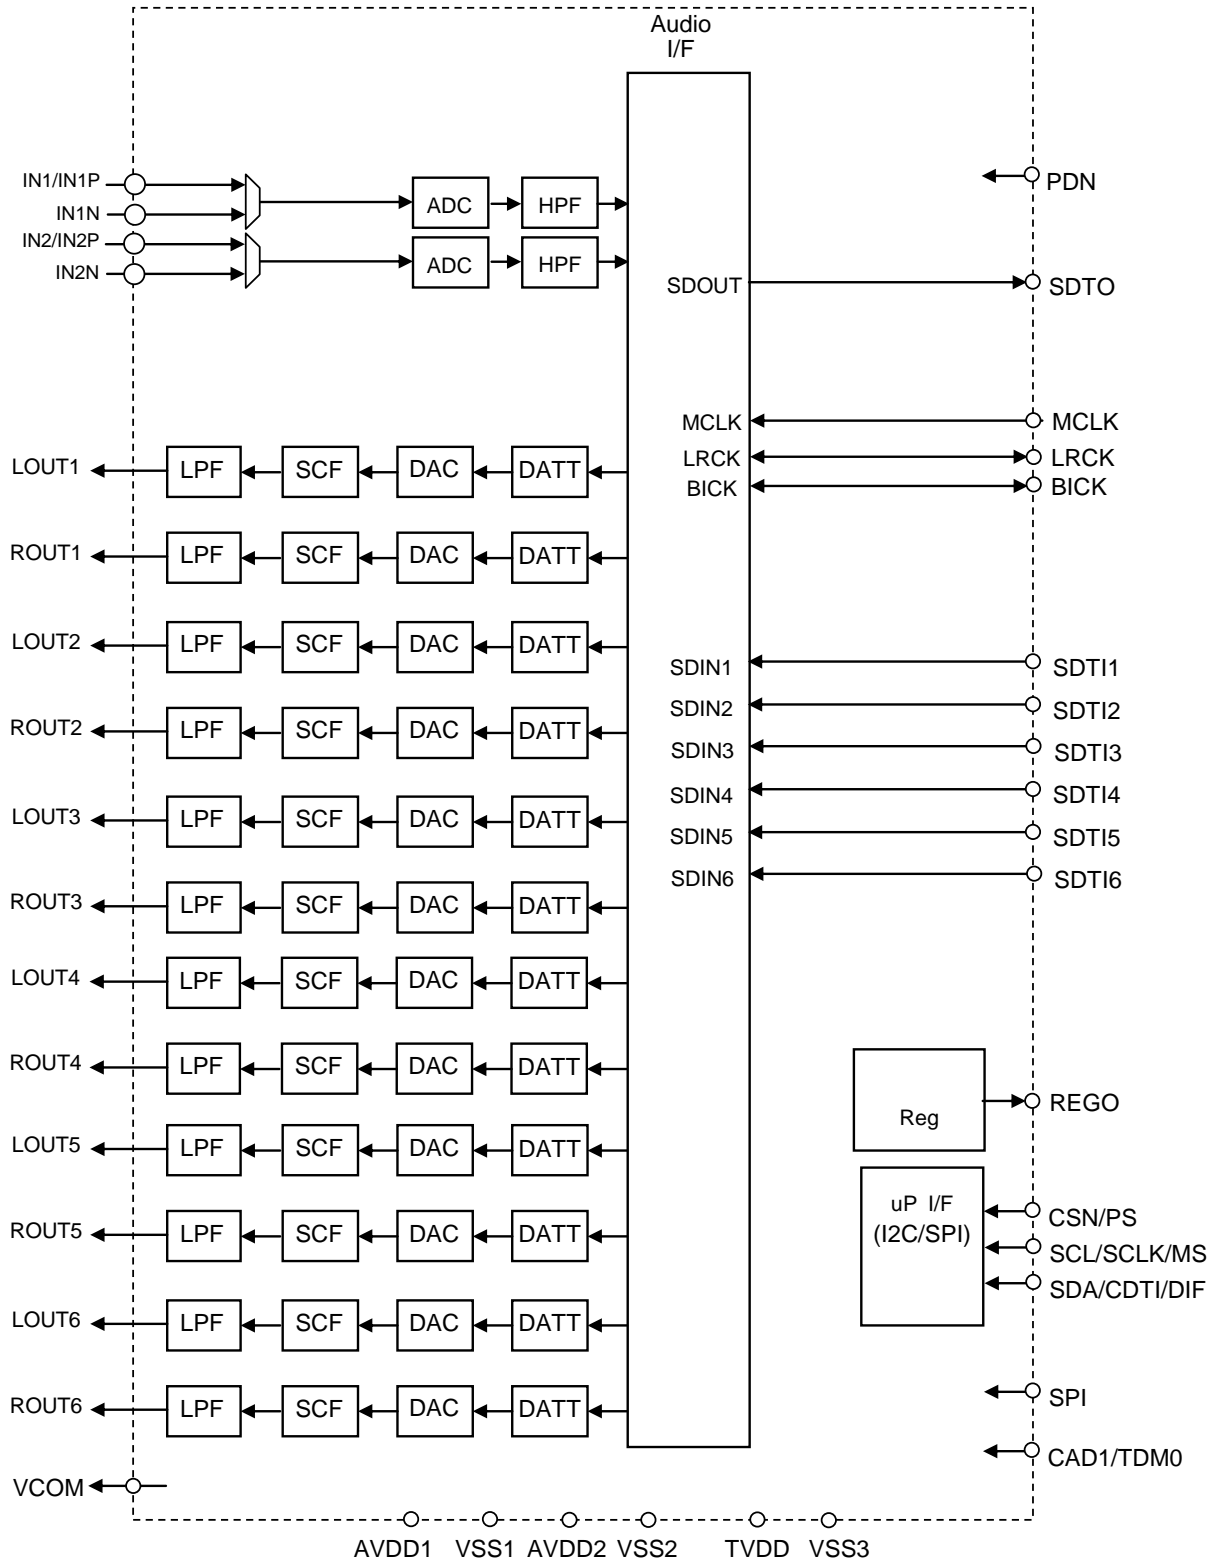 Audio
I/F
IN1/IN1P
IN1N
IN2/IN2P
IN2N
ADC HPF
ADC HPF
PDN
SDOUT SDTO
MCLK MCLK
LRCK LRCK
BICK BICK
LOUT1 LPF SCF DAC DATT
ROUT1 LPF SCF DAC DATT
LOUT2 LPF SCF DAC DATT
SDIN1 SDTI1
SDIN2 SDTI2
ROUT2 LPF SCF DAC DATT
SDIN3 SDTI3
SDIN4 SDTI4
LOUT3 LPF SCF DAC DATT
SDIN5 SDTI5
SDIN6 SDTI6
ROUT3 LPF SCF DAC DATT
LOUT4 LPF SCF DAC DATT
ROUT4 LPF SCF DAC DATT
Reg REGO
LOUT5 LPF SCF DAC DATT
uP I/F
(I2C/SPI)
CSN/PS
SCL/SCLK/MS
SDA/CDTI/DIF
ROUT5 LPF SCF DAC DATT
LOUT6 LPF SCF DAC DATT
ROUT6 LPF SCF DAC DATT
SPI
CAD1/TDM0
VCOM
AVDD1 VSS1 AVDD2 VSS2 TVDD VSS3